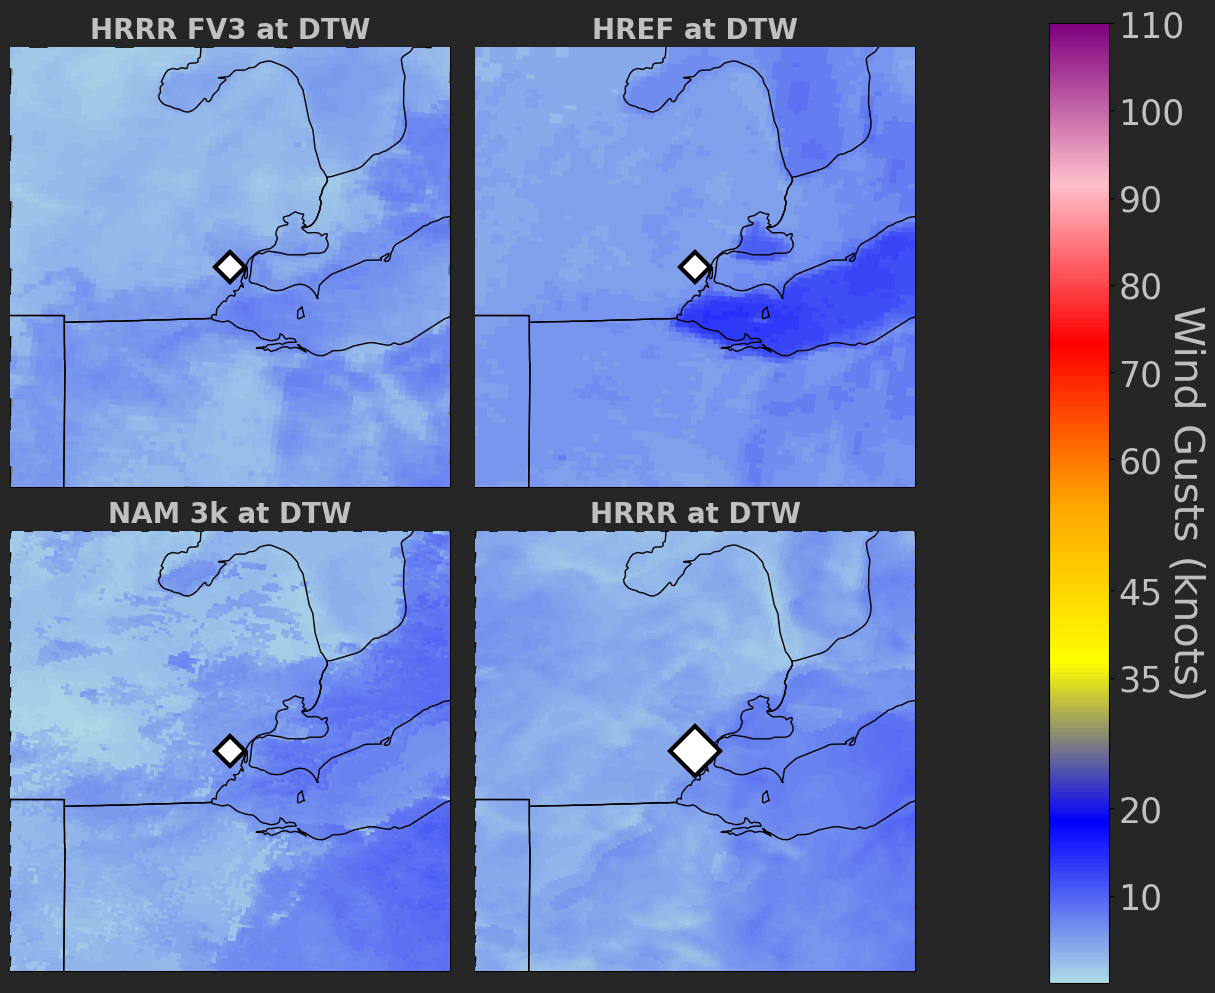 HRRR FV3 at DTW
HREF at DTW
NAM 3k at DTW
HRRR at DTW
110
100
90
80
70
60
45
35
20
10
Wind Gusts (knots)